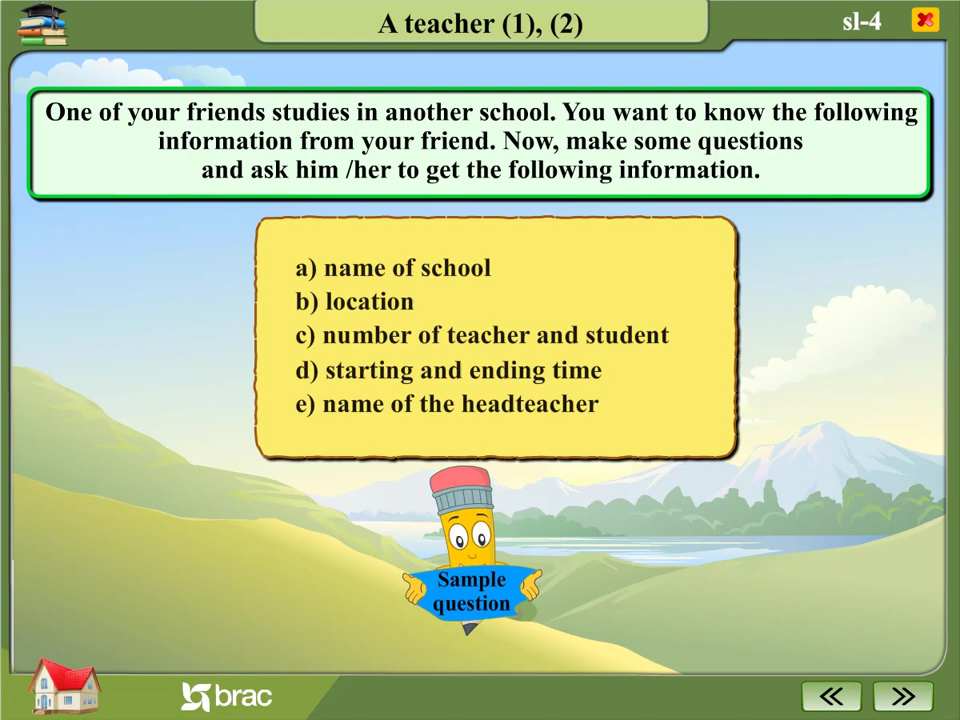 A teacher (1), (2)
sl-4
One of your friends studies in another school. You want to know the following
information from your friend. Now, make some questions
and ask him /her to get the following information.
a) name of school
b) location
c) number of teacher and student
d) starting and ending time
e) name of the headteacher
Sample
question
brac